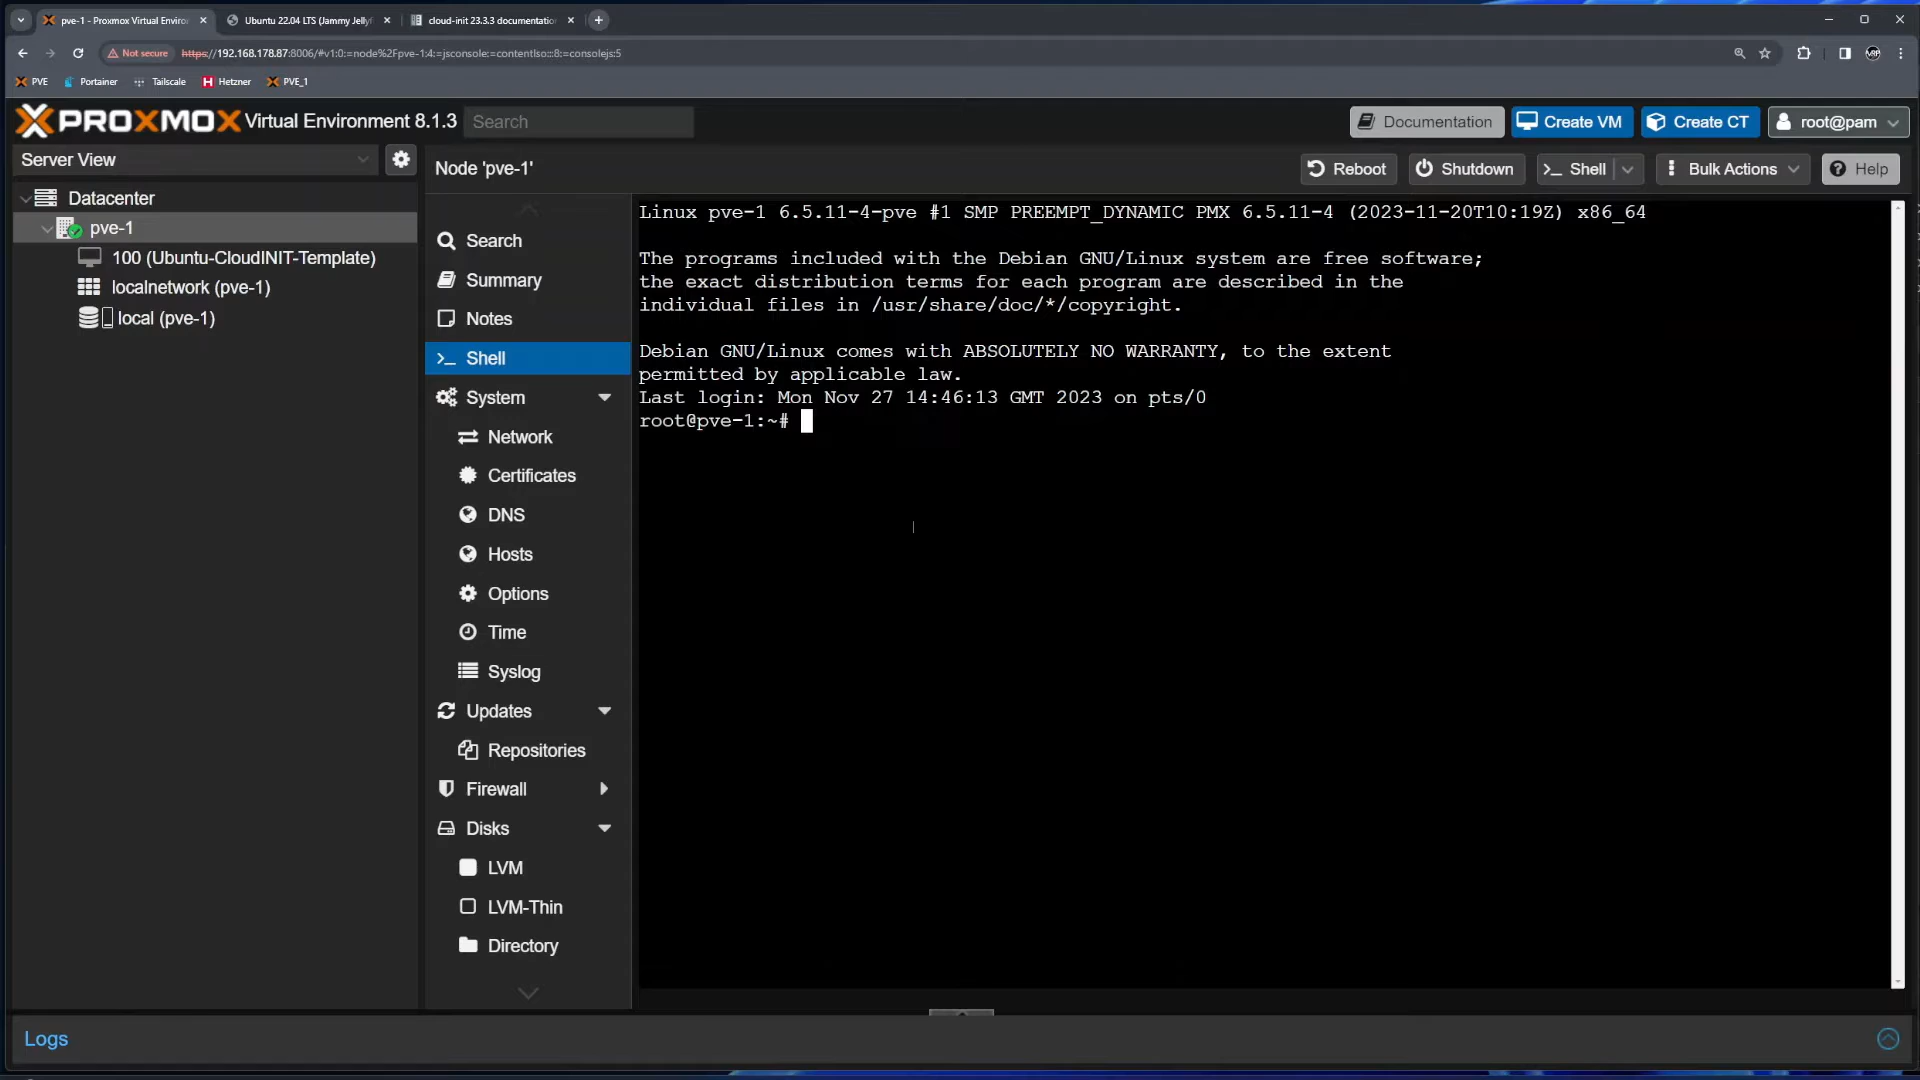 pve-1 - Proxmox Virtual Enviro
Ubuntu 22.04 LTS (Jammy Jellyf
cloud-init 23.3.3 documentatio
Not secure
https://192.168.178.87:8006/#v1:0:=node%2Fpve-1:4:=jsconsole:=contentIso:::8:=consolejs:5
PVE
Portainer
Tailscale
H Hetzner
PVE_1
PROXMOX Virtual Environment 8.1.3
Search
Documentation
Create VM
Create CT
root@pam
Server View
Node 'pve-1'
Reboot
Shutdown
>_ Shell
Bulk Actions
Help
Datacenter
pve-1
100 (Ubuntu-CloudINIT-Template)
localnetwork (pve-1)
local (pve-1)
Search
Summary
Notes
>_ Shell
System
Network
Certificates
DNS
Hosts
Options
Time
Syslog
Updates
Repositories
Firewall
Disks
LVM
LVM-Thin
Directory
Linux pve-1 6.5.11-4-pve #1 SMP PREEMPT_DYNAMIC PMX 6.5.11-4 (2023-11-20T10:19Z) x86_64
The programs included with the Debian GNU/Linux system are free software;
the exact distribution terms for each program are described in the
individual files in /usr/share/doc/*/copyright.
Debian GNU/Linux comes with ABSOLUTELY NO WARRANTY, to the extent
permitted by applicable law.
Last login: Mon Nov 27 14:46:13 GMT 2023 on pts/0
root@pve-1:~#
Logs